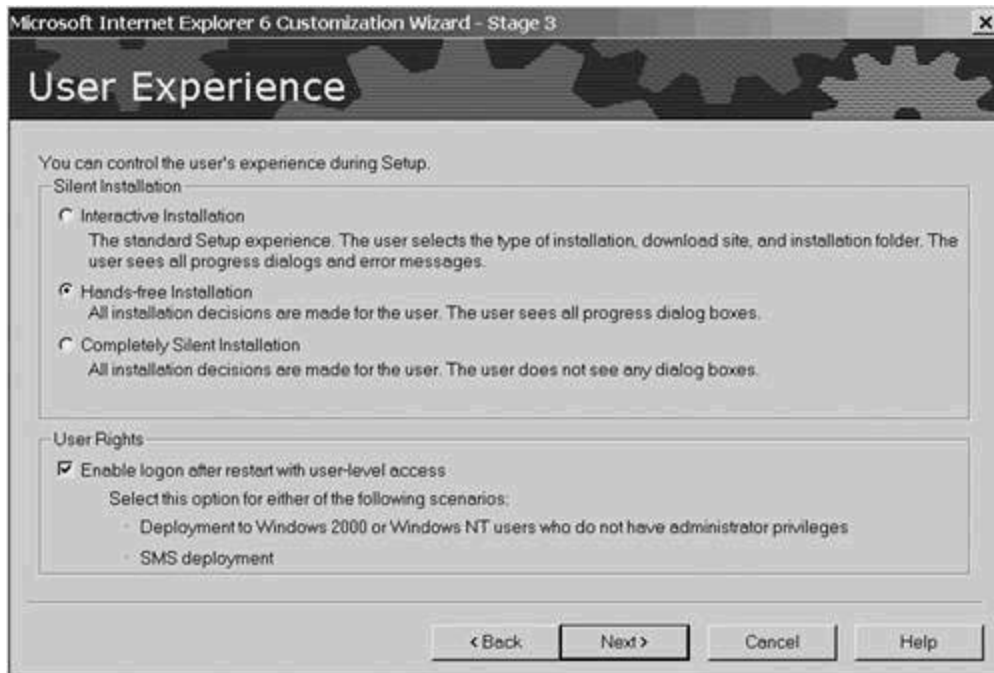 Microsoft Internet Explorer 6 Customization Wizard - Stage 3
User Experience
You can control the user's experience during Setup.
Silent Installation
Interactive Installation
The standard Setup experience. The user selects the type of installation, download site, and installation folder. The
user sees all progress dialogs and error messages.
Hands-free Installation
All installation decisions are made for the user. The user sees all progress dialog boxes.
Completely Silent Installation
All installation decisions are made for the user. The user does not see any dialog boxes.
User Rights
Enable logon after restart with user-level access
Select this option for either of the following scenarios:
Deployment to Windows 2000 or Windows NT users who do not have administrator privileges
SMS deployment
< Back Next > Cancel Help